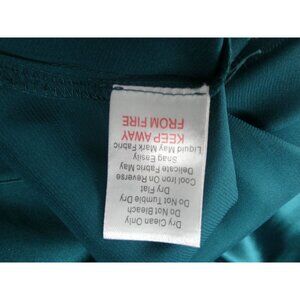 Dry Clean Only
Do Not Bleach
Do Not Tumble Dry
Dry Flat
Cool Iron On Reverse
Delicate Fabric May
Snag Easily
Liquid May Mark Fabric
KEEP AWAY
FROM FIRE